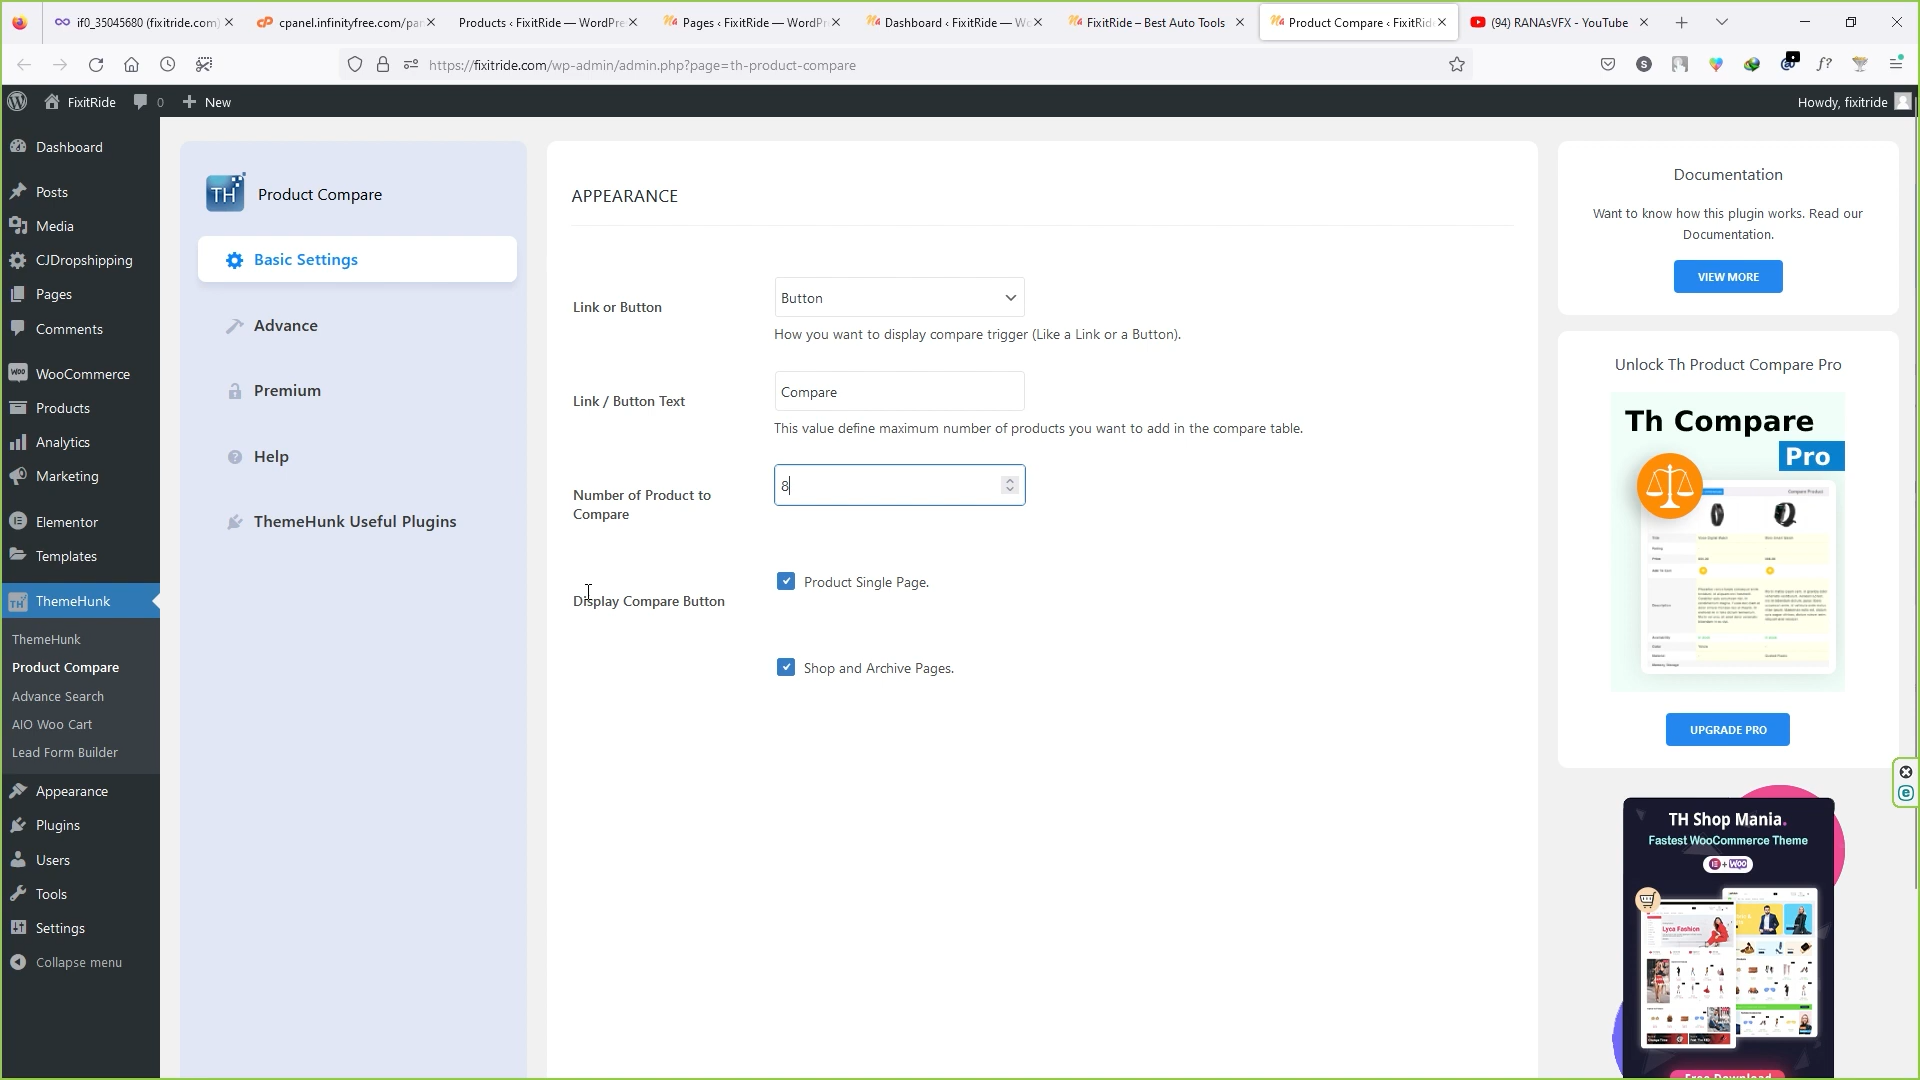 if0_35045680 (fixitride.com)
cpanel.infinityfree.com/pan
Products ‹ FixitRide — WordPre
Pages ‹ FixitRide — WordPr
Dashboard ‹ FixitRide — Wo
FixitRide – Best Auto Tools
Product Compare ‹ FixitRide
(94) RANAsVFX - YouTube
https://fixitride.com/wp-admin/admin.php?page=th-product-compare
FixitRide
0
New
Howdy, fixitride
Dashboard
Posts
Media
CJDropshipping
Pages
Comments
WooCommerce
Products
Analytics
Marketing
Elementor
Templates
ThemeHunk
ThemeHunk
Product Compare
Advance Search
AIO Woo Cart
Lead Form Builder
Appearance
Plugins
Users
Tools
Settings
Collapse menu
TH
Product Compare
Basic Settings
Advance
Premium
Help
ThemeHunk Useful Plugins
APPEARANCE
Link or Button
Button
How you want to display compare trigger (Like a Link or a Button).
Link / Button Text
Compare
This value define maximum number of products you want to add in the compare table.
Number of Product to
Compare
8
Display Compare Button
Product Single Page.
Shop and Archive Pages.
Documentation
Want to know how this plugin works. Read our
Documentation.
VIEW MORE
Unlock Th Product Compare Pro
Th Compare
Pro
Compare Product
UPGRADE PRO
TH Shop Mania.
Fastest WooCommerce Theme
Lyca Fashion
Free Download